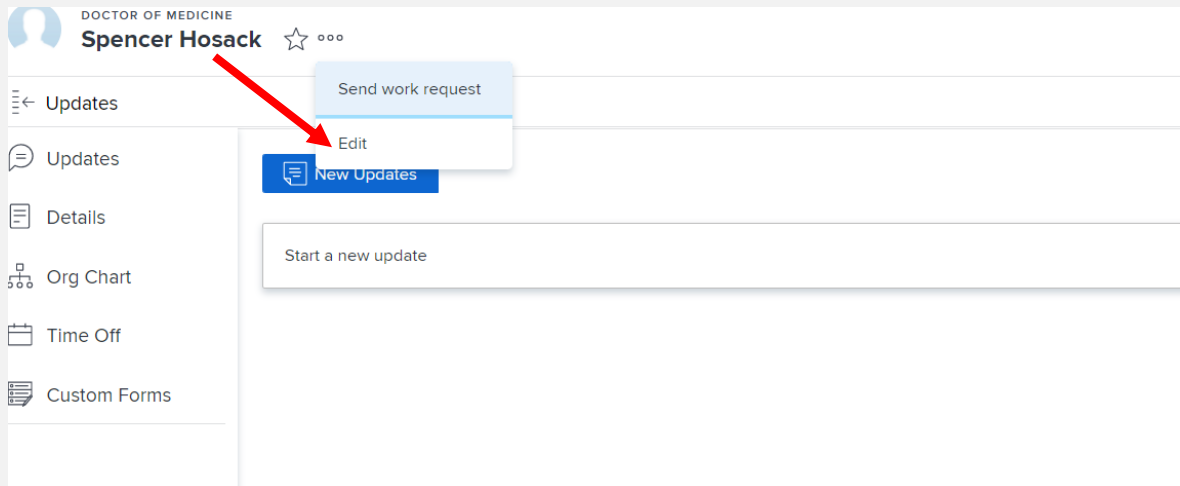 DOCTOR OF MEDICINE
Spencer Hosack
Send work request
Edit
Updates
Updates
Details
Org Chart
Time Off
Custom Forms
New Updates
Start a new update